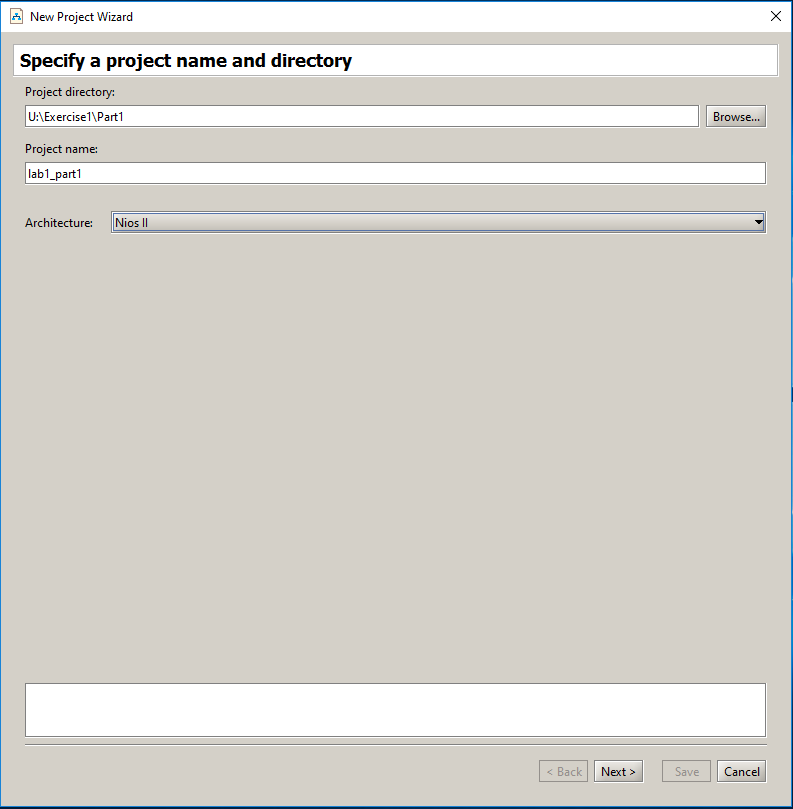 New Project Wizard
Specify a project name and directory
Project directory:
U:\Exercise1\Part1
Browse...
Project name:
lab1_part1
Architecture:
Nios II
< Back
Next >
Save
Cancel